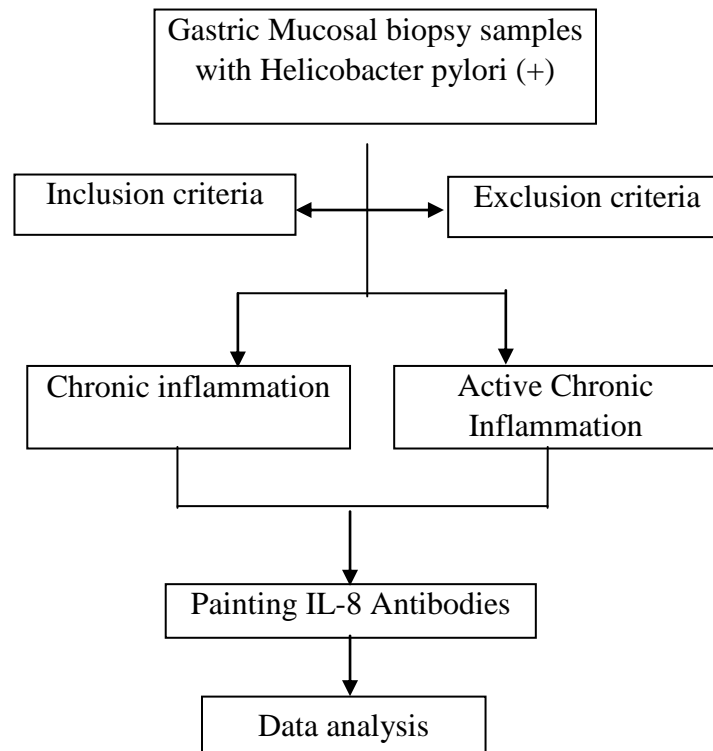 Gastric Mucosal biopsy samples
with Helicobacter pylori (+)
Inclusion criteria
Exclusion criteria
Chronic inflammation
Active Chronic
Inflammation
Painting IL-8 Antibodies
Data analysis